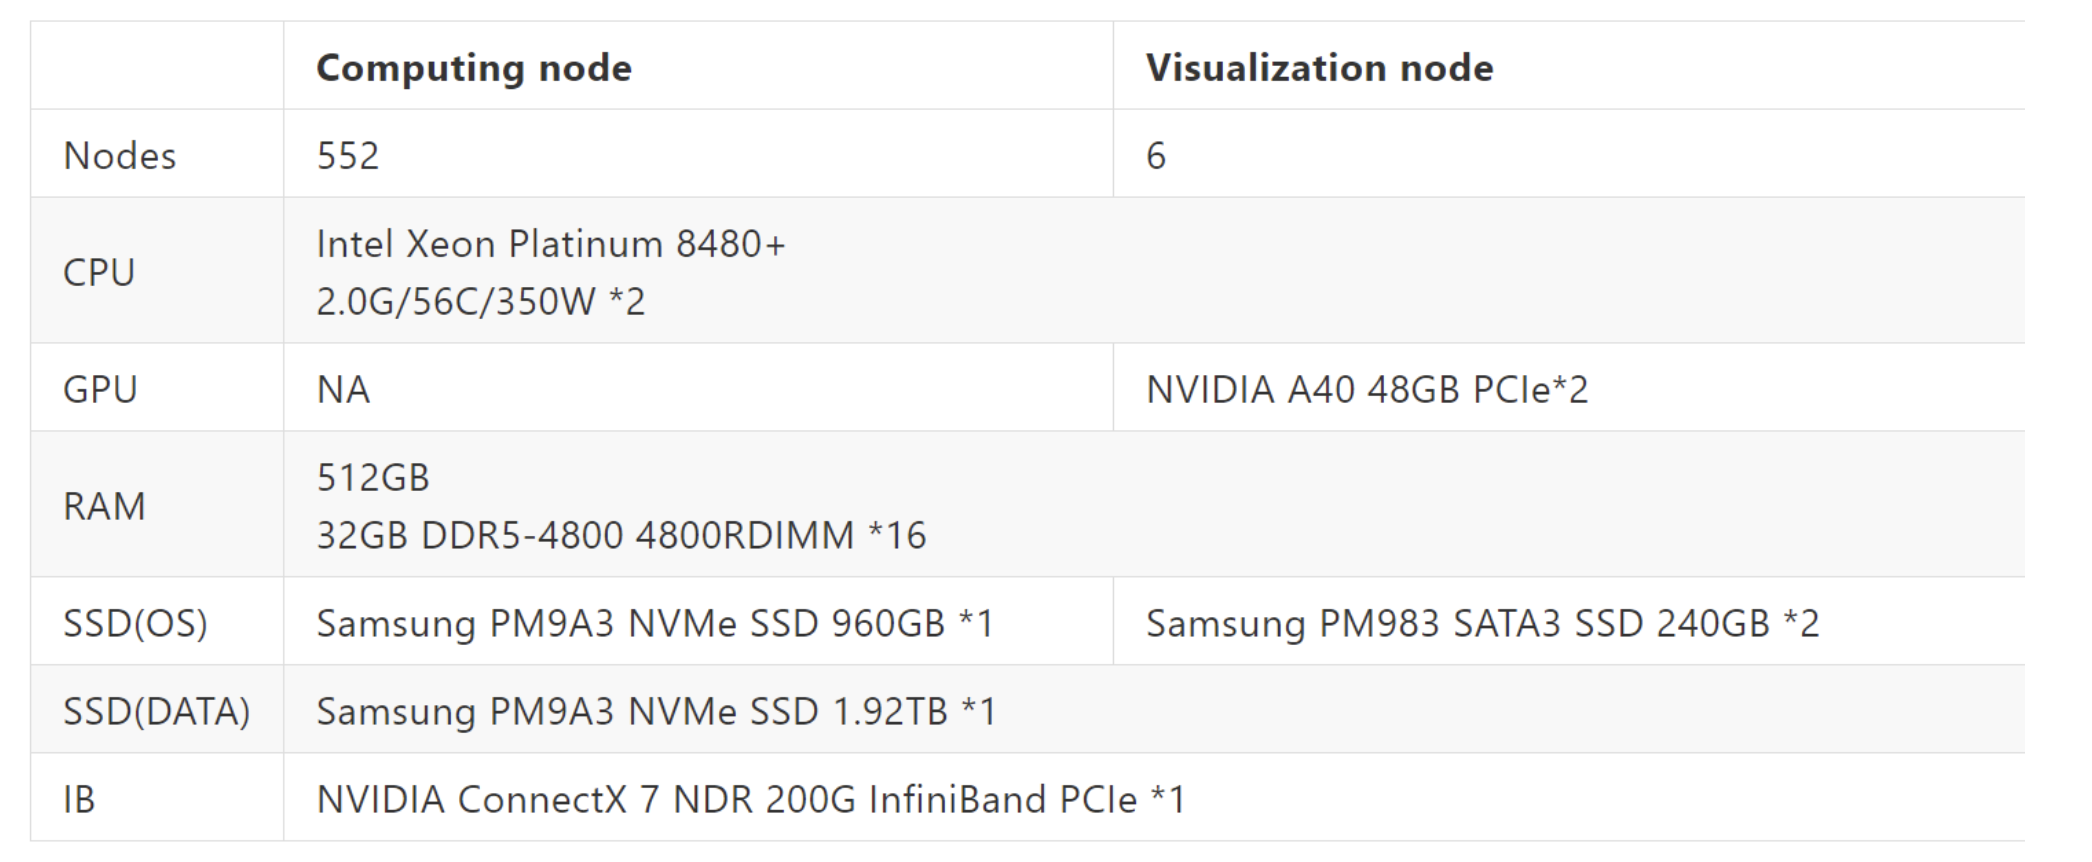 Computing node
Visualization node
Nodes
552
6
CPU
Intel Xeon Platinum 8480+
2.0G/56C/350W *2
GPU
NA
NVIDIA A40 48GB PCIe*2
RAM
512GB
32GB DDR5-4800 4800RDIMM *16
SSD(OS)
Samsung PM9A3 NVMe SSD 960GB *1
Samsung PM983 SATA3 SSD 240GB *2
SSD(DATA)
Samsung PM9A3 NVMe SSD 1.92TB *1
IB
NVIDIA ConnectX 7 NDR 200G InfiniBand PCIe *1